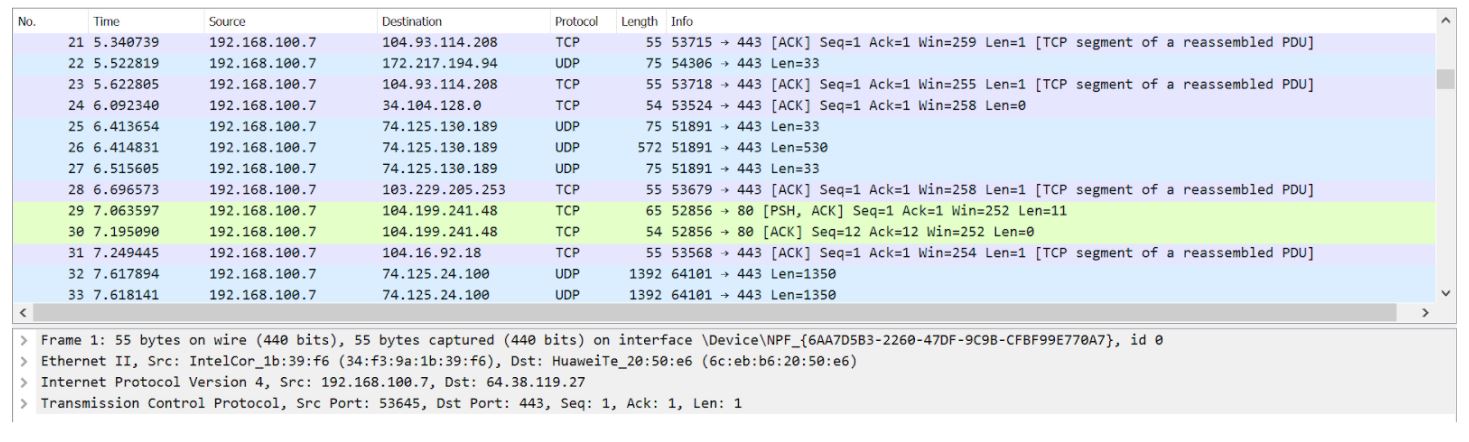 No. Time Source Destination Protocol Length Info
21 5.340739 192.168.100.7 104.93.114.208 TCP 55 53715 → 443 [ACK] Seq=1 Ack=1 Win=259 Len=1 [TCP segment of a reassembled PDU]
22 5.522819 192.168.100.7 172.217.194.94 UDP 75 54306 → 443 Len=33
23 5.622805 192.168.100.7 104.93.114.208 TCP 55 53718 → 443 [ACK] Seq=1 Ack=1 Win=255 Len=1 [TCP segment of a reassembled PDU]
24 6.092340 192.168.100.7 34.104.128.0 TCP 54 53524 → 443 [ACK] Seq=1 Ack=1 Win=258 Len=0
25 6.413654 192.168.100.7 74.125.130.189 UDP 75 51891 → 443 Len=33
26 6.414831 192.168.100.7 74.125.130.189 UDP 572 51891 → 443 Len=530
27 6.515605 192.168.100.7 74.125.130.189 UDP 75 51891 → 443 Len=33
28 6.696573 192.168.100.7 103.229.205.253 TCP 55 53679 → 443 [ACK] Seq=1 Ack=1 Win=258 Len=1 [TCP segment of a reassembled PDU]
29 7.063597 192.168.100.7 104.199.241.48 TCP 65 52856 → 80 [PSH, ACK] Seq=1 Ack=1 Win=252 Len=11
30 7.195090 192.168.100.7 104.199.241.48 TCP 54 52856 → 80 [ACK] Seq=12 Ack=12 Win=252 Len=0
31 7.249445 192.168.100.7 104.16.92.18 TCP 55 53568 → 443 [ACK] Seq=1 Ack=1 Win=254 Len=1 [TCP segment of a reassembled PDU]
32 7.617894 192.168.100.7 74.125.24.100 UDP 1392 64101 → 443 Len=1350
33 7.618141 192.168.100.7 74.125.24.100 UDP 1392 64101 → 443 Len=1350
Frame 1: 55 bytes on wire (440 bits), 55 bytes captured (440 bits) on interface \Device\NPF_{6AA7D5B3-2260-47DF-9C9B-CFBF99E770A7}, id 0
Ethernet II, Src: IntelCor_1b:39:f6 (34:f3:9a:1b:39:f6), Dst: HuaweiTe_20:50:e6 (6c:eb:b6:20:50:e6)
Internet Protocol Version 4, Src: 192.168.100.7, Dst: 64.38.119.27
Transmission Control Protocol, Src Port: 53645, Dst Port: 443, Seq: 1, Ack: 1, Len: 1